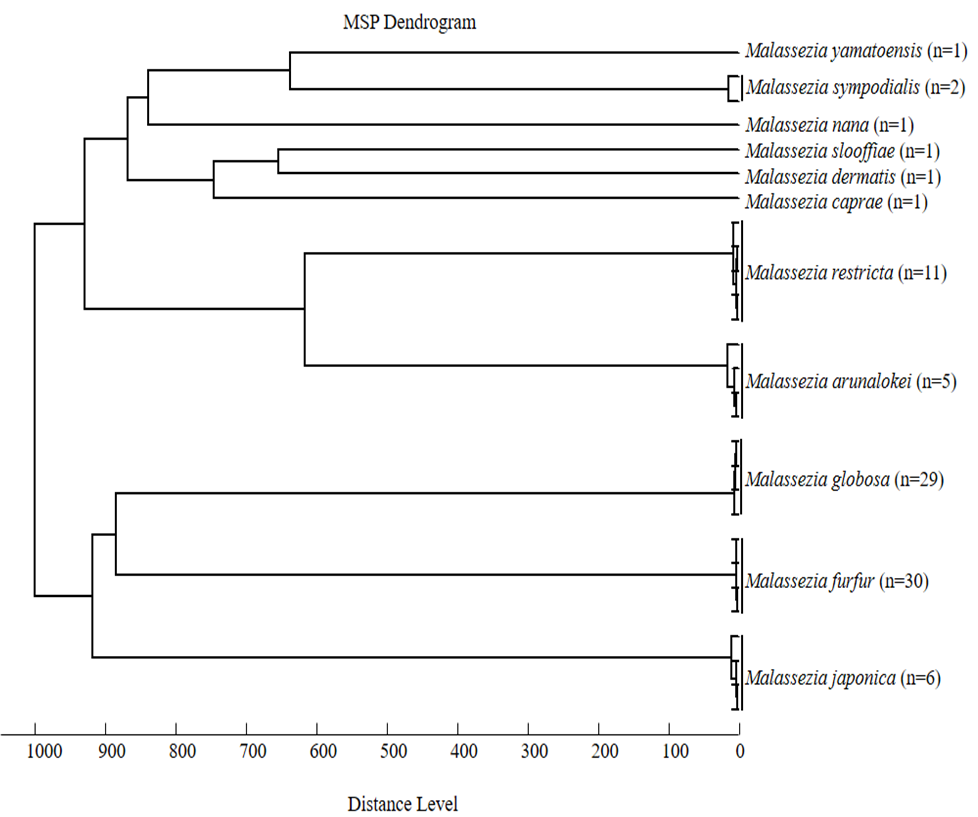 MSP Dendrogram
Malassezia yamatoensis (n=1)
Malassezia sympodialis (n=2)
Malassezia nana (n=1)
Malassezia slooffiae (n=1)
Malassezia dermatis (n=1)
Malassezia caprae (n=1)
Malassezia restricta (n=11)
Malassezia arunalokei (n=5)
Malassezia globosa (n=29)
Malassezia furfur (n=30)
Malassezia japonica (n=6)
1000 900 800 700 600 500 400 300 200 100 0
Distance Level